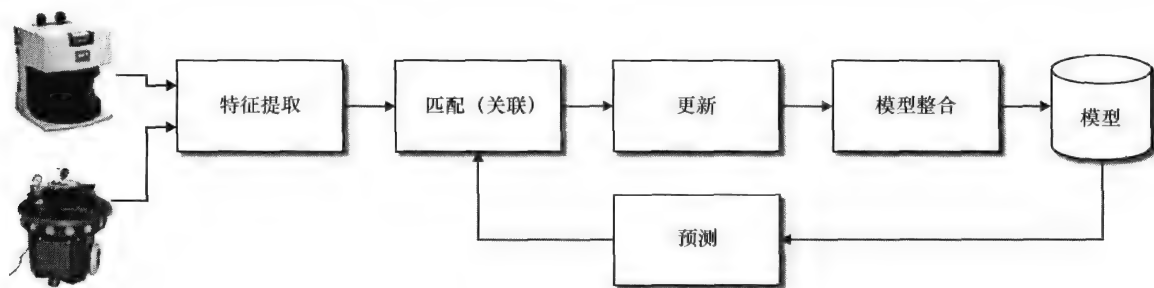 特征提取
匹配（关联）
更新
模型整合
模型
预测